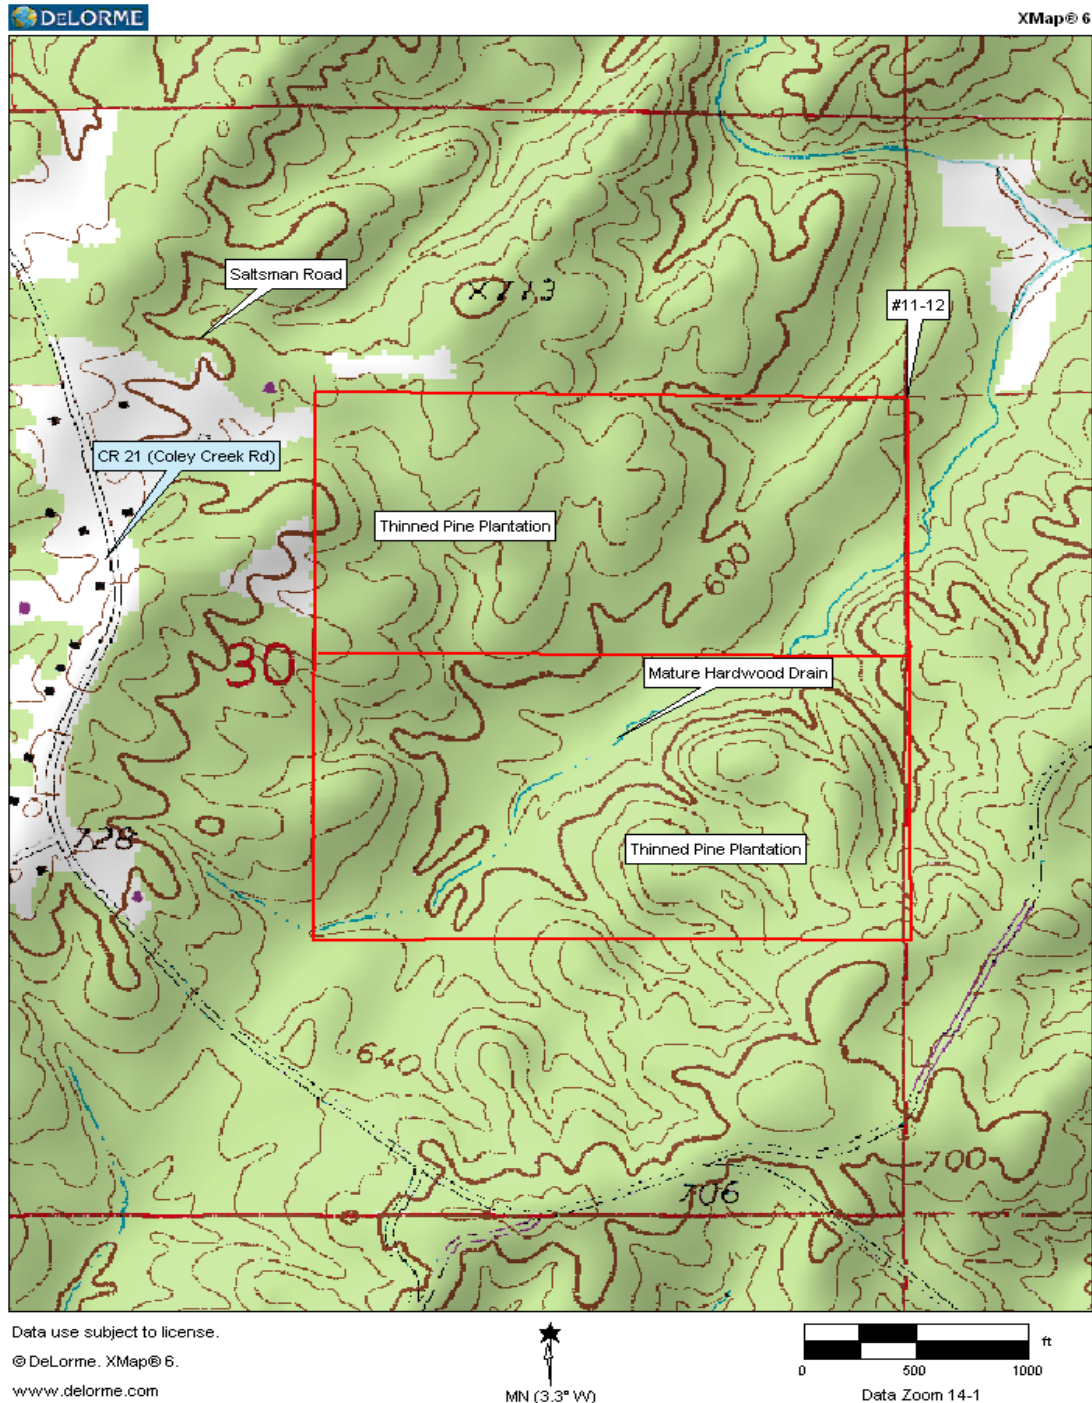 DELORME
XMap® 6
Saltsman Road
X773
#11-12
CR 21 (Coley Creek Rd)
Thinned Pine Plantation
600
30
Mature Hardwood Drain
728
Thinned Pine Plantation
640
700
706
Data use subject to license.
© DeLorme. XMap® 6.
www.delorme.com
MN (3.3° W)
ft
0 500 1000
Data Zoom 14-1